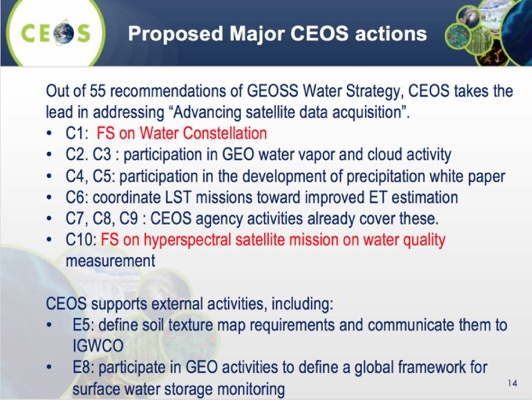 CEOS
Proposed Major CEOS actions
Out of 55 recommendations of GEOSS Water Strategy, CEOS takes the
lead in addressing “Advancing satellite data acquisition”.
• C1: FS on Water Constellation
• C2. C3 : participation in GEO water vapor and cloud activity
• C4, C5: participation in the development of precipitation white paper
• C6: coordinate LST missions toward improved ET estimation
• C7, C8, C9 : CEOS agency activities already cover these.
• C10: FS on hyperspectral satellite mission on water quality
measurement
CEOS supports external activities, including:
• E5: define soil texture map requirements and communicate them to
IGWCO
• E8: participate in GEO activities to define a global framework for
surface water storage monitoring
14